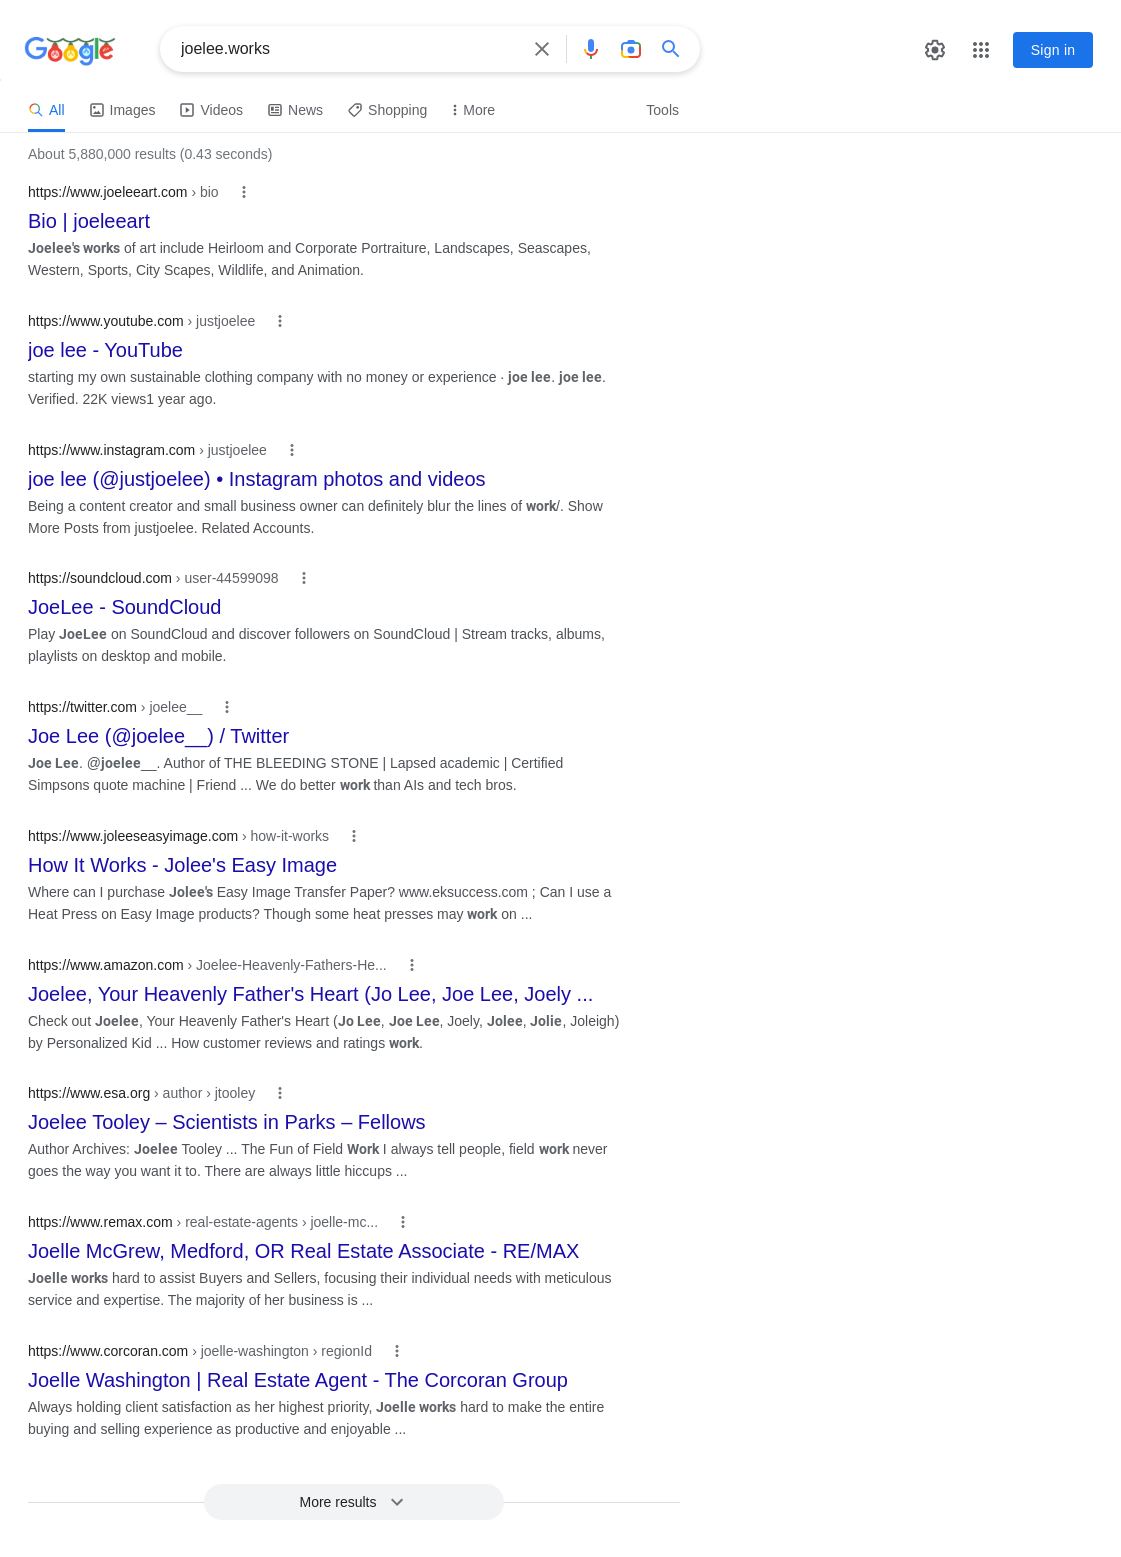 Google
joelee.works
Sign in
All
Images
Videos
News
Shopping
More
Tools
About 5,880,000 results (0.43 seconds)
https://www.joeleeart.com › bio
Bio | joeleeart
Joelee's works of art include Heirloom and Corporate Portraiture, Landscapes, Seascapes,
Western, Sports, City Scapes, Wildlife, and Animation.
https://www.youtube.com › justjoelee
joe lee - YouTube
starting my own sustainable clothing company with no money or experience · joe lee. joe lee.
Verified. 22K views1 year ago.
https://www.instagram.com › justjoelee
joe lee (@justjoelee) • Instagram photos and videos
Being a content creator and small business owner can definitely blur the lines of work/. Show
More Posts from justjoelee. Related Accounts.
https://soundcloud.com › user-44599098
JoeLee - SoundCloud
Play JoeLee on SoundCloud and discover followers on SoundCloud | Stream tracks, albums,
playlists on desktop and mobile.
https://twitter.com › joelee__
Joe Lee (@joelee__) / Twitter
Joe Lee. @joelee__. Author of THE BLEEDING STONE | Lapsed academic | Certified
Simpsons quote machine | Friend ... We do better work than AIs and tech bros.
https://www.joleeseasyimage.com › how-it-works
How It Works - Jolee's Easy Image
Where can I purchase Jolee's Easy Image Transfer Paper? www.eksuccess.com ; Can I use a
Heat Press on Easy Image products? Though some heat presses may work on ...
https://www.amazon.com › Joelee-Heavenly-Fathers-He...
Joelee, Your Heavenly Father's Heart (Jo Lee, Joe Lee, Joely ...
Check out Joelee, Your Heavenly Father's Heart (Jo Lee, Joe Lee, Joely, Jolee, Jolie, Joleigh)
by Personalized Kid ... How customer reviews and ratings work.
https://www.esa.org › author › jtooley
Joelee Tooley – Scientists in Parks – Fellows
Author Archives: Joelee Tooley ... The Fun of Field Work I always tell people, field work never
goes the way you want it to. There are always little hiccups ...
https://www.remax.com › real-estate-agents › joelle-mc...
Joelle McGrew, Medford, OR Real Estate Associate - RE/MAX
Joelle works hard to assist Buyers and Sellers, focusing their individual needs with meticulous
service and expertise. The majority of her business is ...
https://www.corcoran.com › joelle-washington › regionId
Joelle Washington | Real Estate Agent - The Corcoran Group
Always holding client satisfaction as her highest priority, Joelle works hard to make the entire
buying and selling experience as productive and enjoyable ...
More results